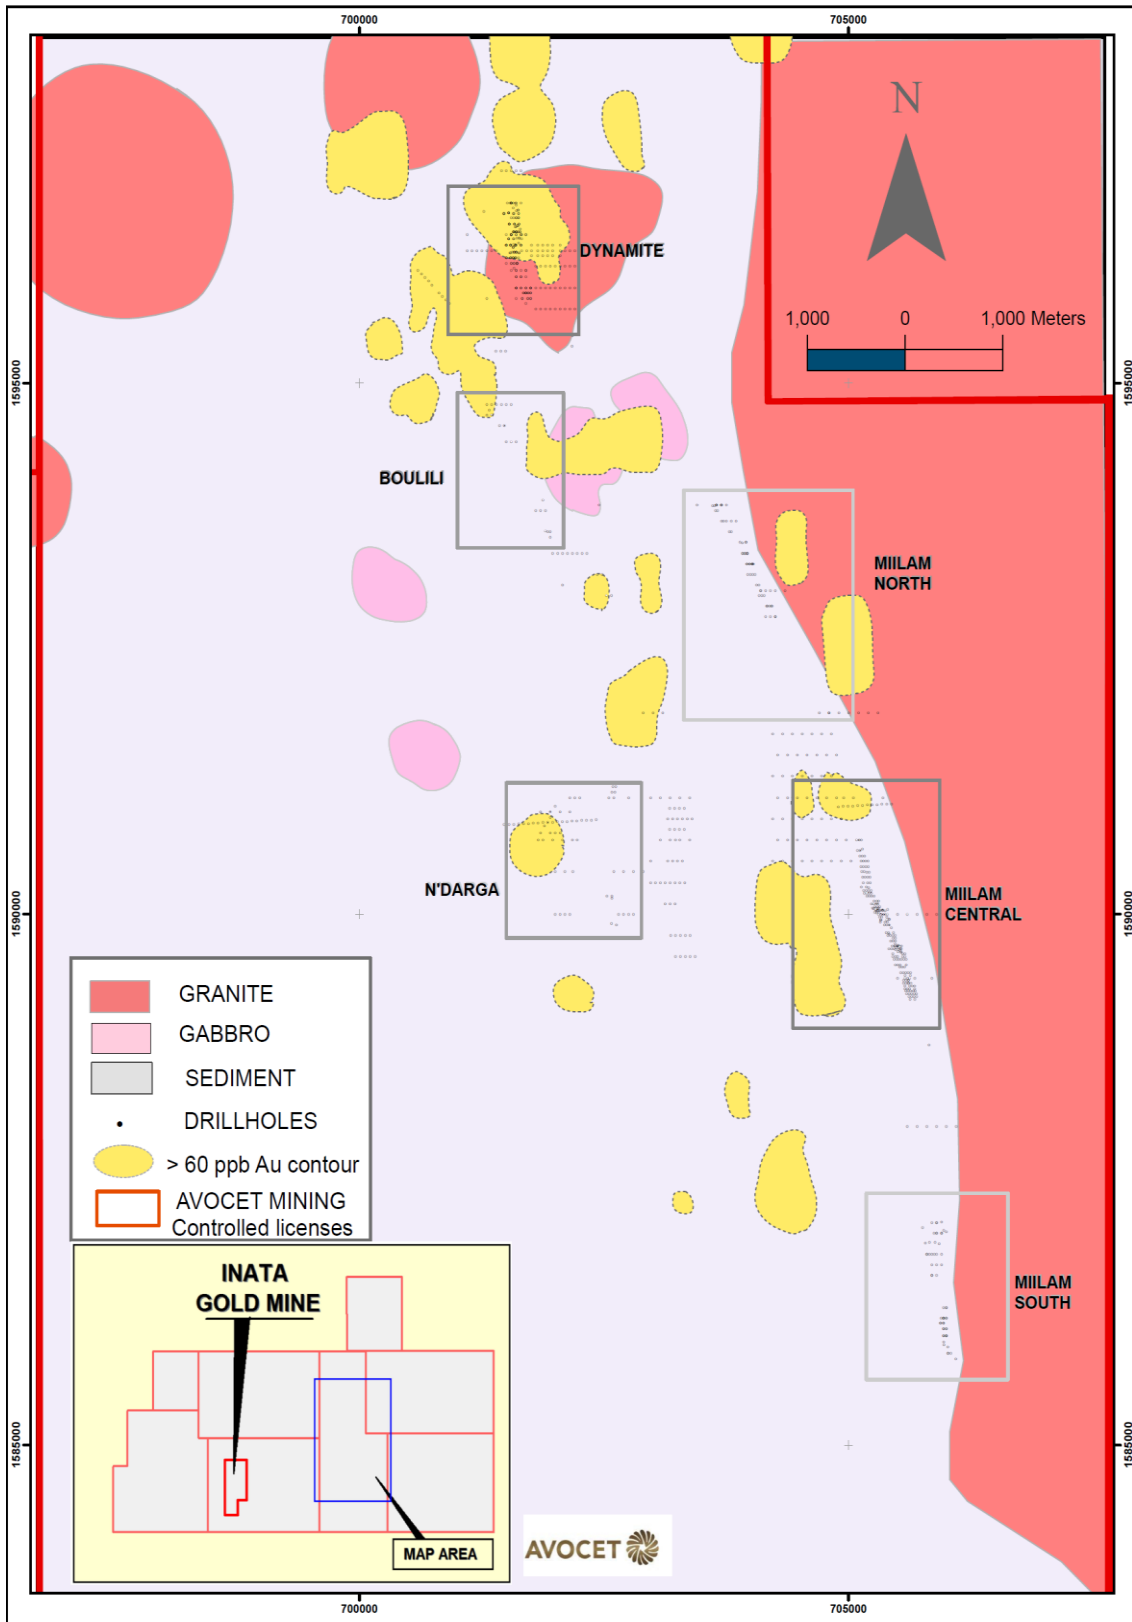 700000
705000
N
DYNAMITE
1,000
0
1,000 Meters
1595000
1595000
BOULILI
MIILAM
NORTH
N'DARGA
MIILAM
CENTRAL
1590000
1590000
GRANITE
GABBRO
SEDIMENT
DRILLHOLES
> 60 ppb Au contour
AVOCET MINING
Controlled licenses
MIILAM
SOUTH
INATA
GOLD MINE
1585000
1585000
MAP AREA
AVOCET
700000
705000